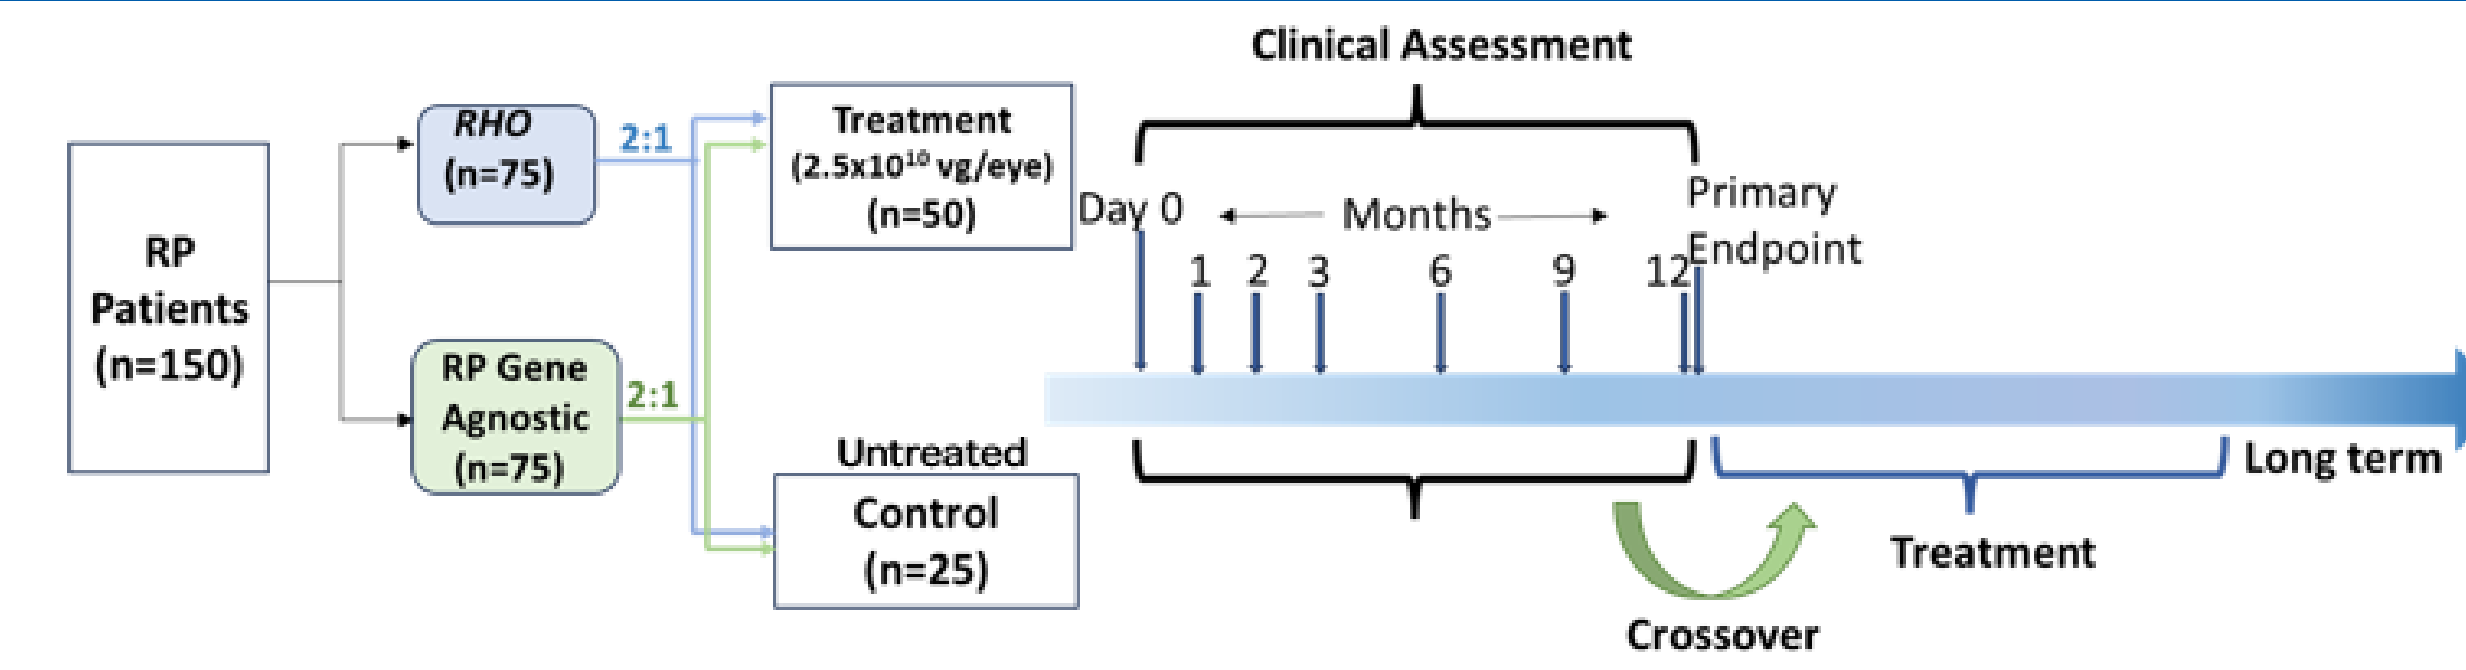 RP
Patients
(n=150)
RHO
(n=75)
2:1
RP Gene
Agnostic
(n=75)
2:1
Treatment
(2.5x10¹⁰ vg/eye)
(n=50)
Untreated
Control
(n=25)
Clinical Assessment
Day 0
Months
Primary
Endpoint
1 2 3 6 9 12
Long term
Treatment
Crossover